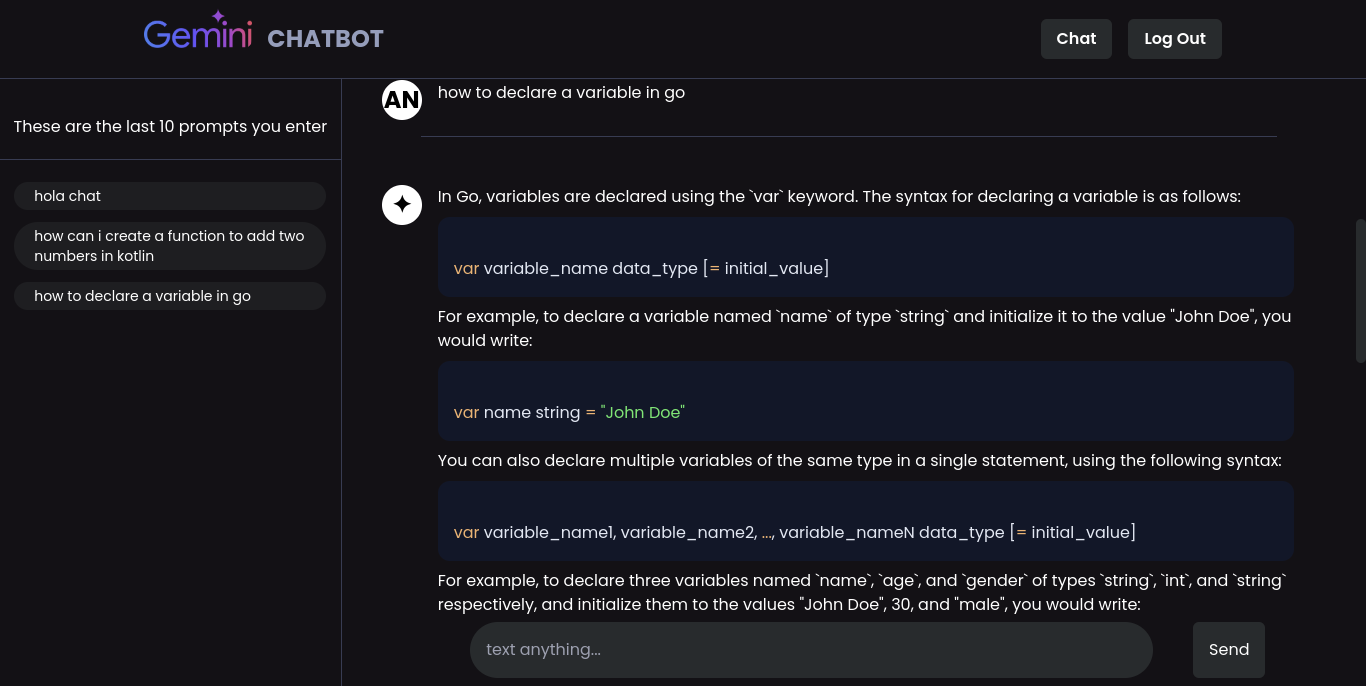 Gemini CHATBOT
Chat
Log Out
These are the last 10 prompts you enter
hola chat
how can i create a function to add two
numbers in kotlin
how to declare a variable in go
AN
how to declare a variable in go
In Go, variables are declared using the `var` keyword. The syntax for declaring a variable is as follows:
var variable_name data_type [= initial_value]
For example, to declare a variable named `name` of type `string` and initialize it to the value "John Doe", you
would write:
var name string = "John Doe"
You can also declare multiple variables of the same type in a single statement, using the following syntax:
var variable_name1, variable_name2, ..., variable_nameN data_type [= initial_value]
For example, to declare three variables named `name`, `age`, and `gender` of types `string`, `int`, and `string`
respectively, and initialize them to the values "John Doe", 30, and "male", you would write:
text anything...
Send